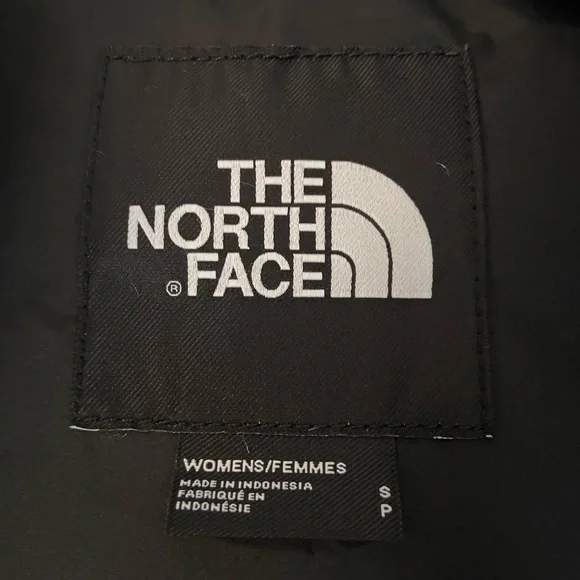 THE
NORTH
® FACE
WOMENS/FEMMES
MADE IN INDONESIA
FABRIQUÉ EN
INDONÉSIE
S
P